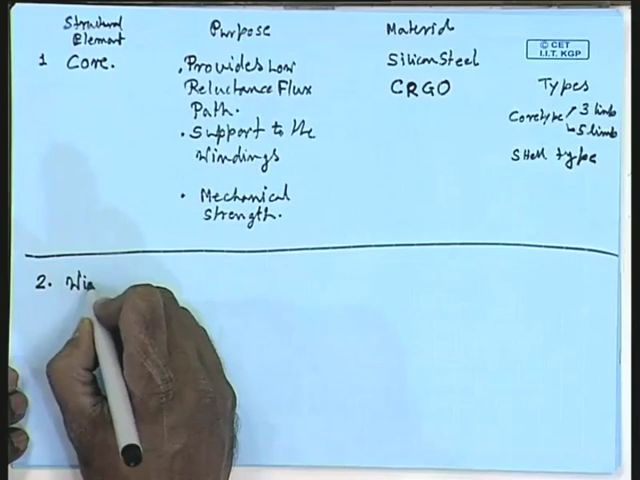 Structural Element Purpose Material
© CET
I.I.T. KGP
1 Core. . Provides Low Silicon Steel
Reluctance Flux CRGO Types
Path. Core type 3 limb
5 limb
. Support to the
Windings Shell type
. Mechanical
Strength.
2. Win